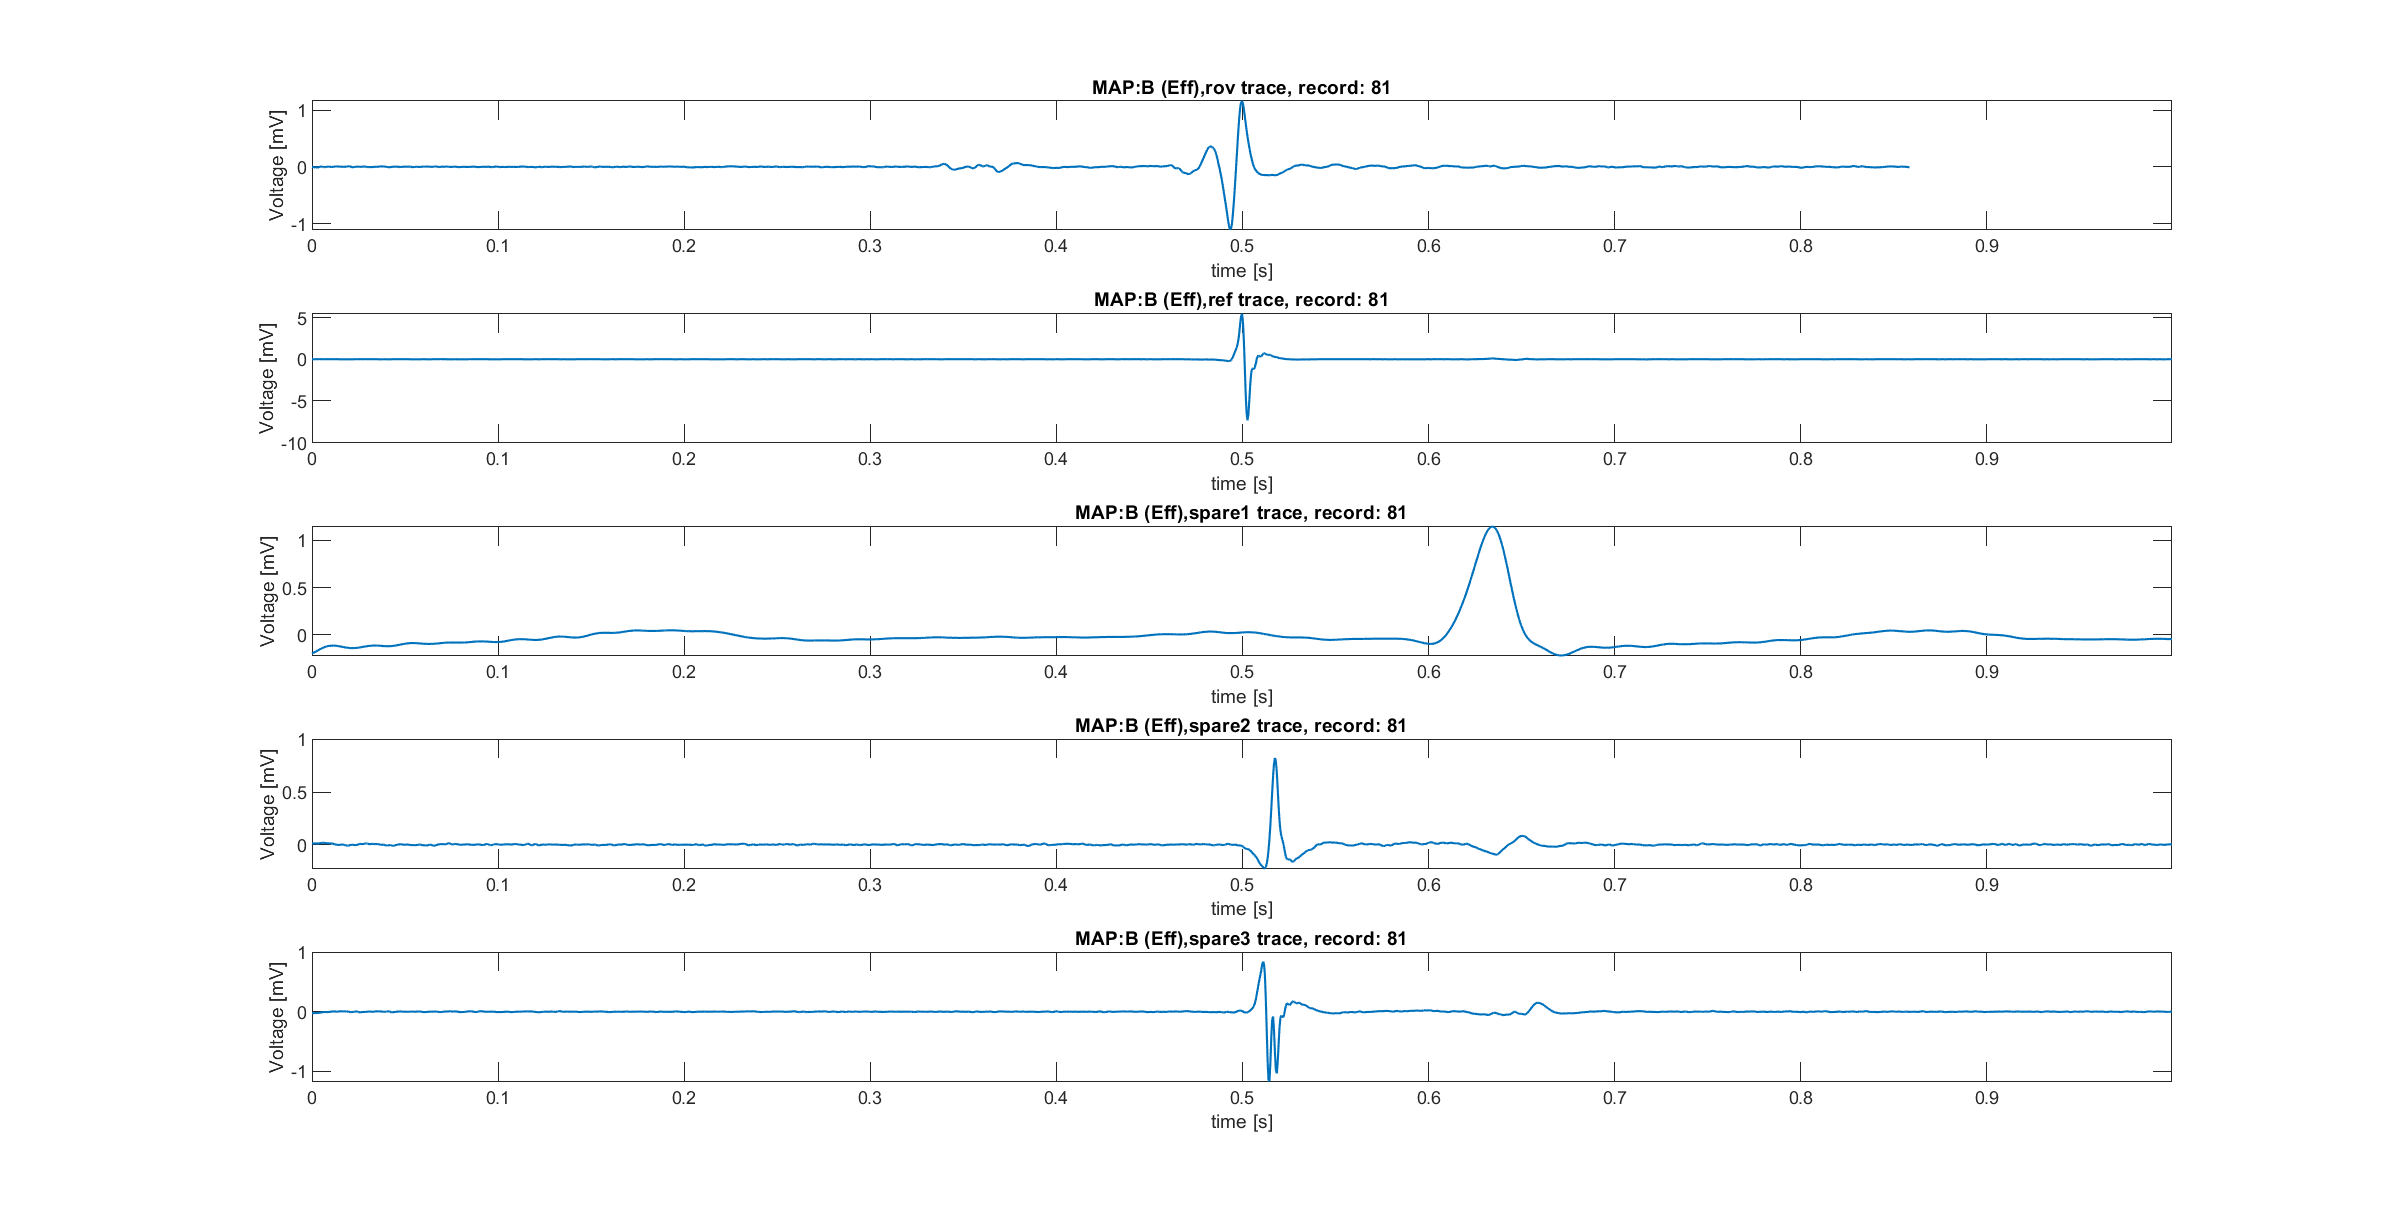 MAP:B (Eff),rov trace, record: 81
Voltage [mV]
1
0
-1
0 0.1 0.2 0.3 0.4 0.5 0.6 0.7 0.8 0.9
time [s]
MAP:B (Eff),ref trace, record: 81
Voltage [mV]
5
0
-5
-10
0 0.1 0.2 0.3 0.4 0.5 0.6 0.7 0.8 0.9
time [s]
MAP:B (Eff),spare1 trace, record: 81
Voltage [mV]
1
0.5
0
0 0.1 0.2 0.3 0.4 0.5 0.6 0.7 0.8 0.9
time [s]
MAP:B (Eff),spare2 trace, record: 81
Voltage [mV]
1
0.5
0
0 0.1 0.2 0.3 0.4 0.5 0.6 0.7 0.8 0.9
time [s]
MAP:B (Eff),spare3 trace, record: 81
Voltage [mV]
1
0
-1
0 0.1 0.2 0.3 0.4 0.5 0.6 0.7 0.8 0.9
time [s]